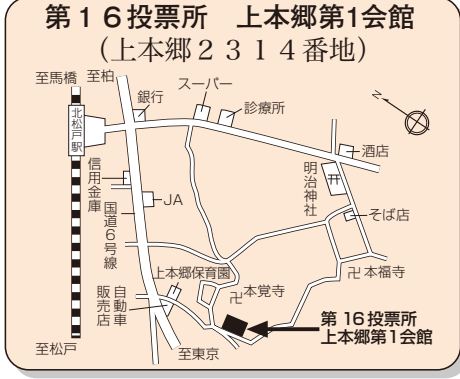 第１６投票所　上本郷第1会館
（上本郷２３１４番地）
至馬橋
至柏
銀行
スーパー
診療所
N
北松戸駅
信用金庫
国道６号線
JA
酒店
明治神社
そば店
上本郷保育園
卍本覚寺
卍本福寺
自動車
販売店
第 16 投票所
上本郷第1会館
至松戸
至東京